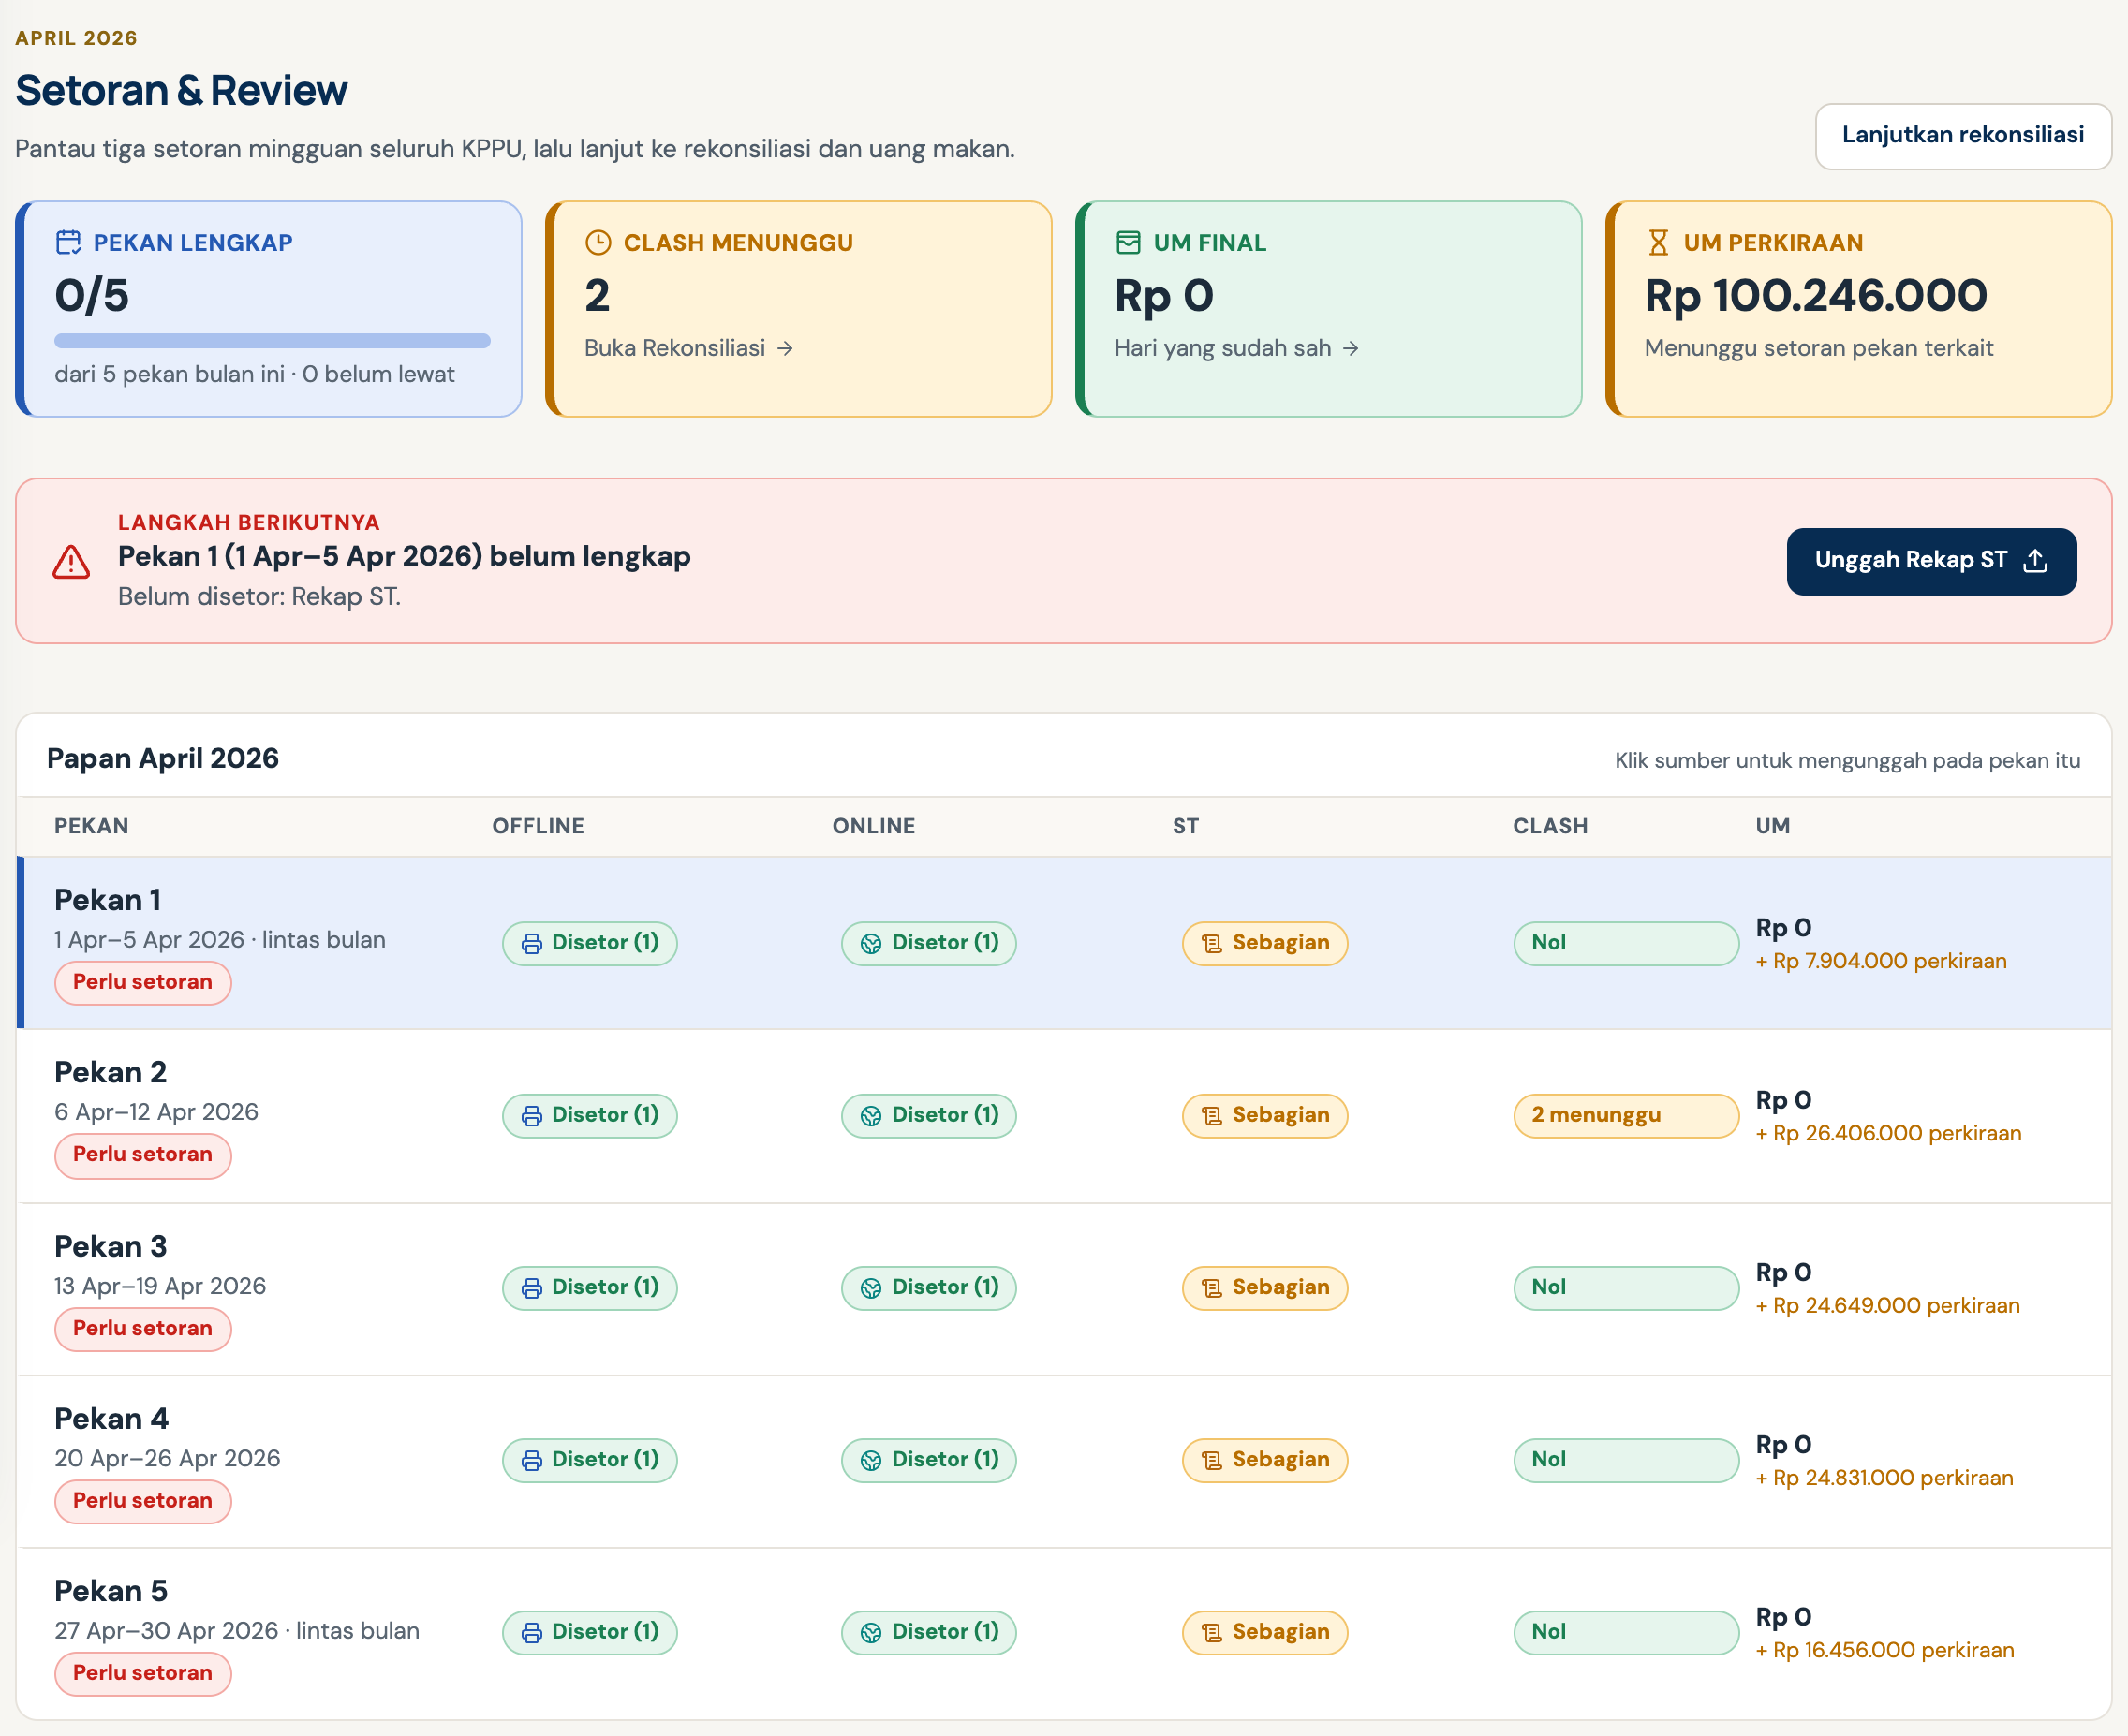 APRIL 2026
Setoran & Review
Pantau tiga setoran mingguan seluruh KPPU, lalu lanjut ke rekonsiliasi dan uang makan.
Lanjutkan rekonsiliasi
PEKAN LENGKAP
0/5
dari 5 pekan bulan ini · 0 belum lewat
CLASH MENUNGGU
2
Buka Rekonsiliasi →
UM FINAL
Rp 0
Hari yang sudah sah →
UM PERKIRAAN
Rp 100.246.000
Menunggu setoran pekan terkait
LANGKAH BERIKUTNYA
Pekan 1 (1 Apr–5 Apr 2026) belum lengkap
Belum disetor: Rekap ST.
Unggah Rekap ST
Papan April 2026
Klik sumber untuk mengunggah pada pekan itu
PEKAN OFFLINE ONLINE ST CLASH UM
Pekan 1
1 Apr–5 Apr 2026 · lintas bulan
Perlu setoran
Disetor (1)
Disetor (1)
Sebagian
Nol
Rp 0
+ Rp 7.904.000 perkiraan
Pekan 2
6 Apr–12 Apr 2026
Perlu setoran
Disetor (1)
Disetor (1)
Sebagian
2 menunggu
Rp 0
+ Rp 26.406.000 perkiraan
Pekan 3
13 Apr–19 Apr 2026
Perlu setoran
Disetor (1)
Disetor (1)
Sebagian
Nol
Rp 0
+ Rp 24.649.000 perkiraan
Pekan 4
20 Apr–26 Apr 2026
Perlu setoran
Disetor (1)
Disetor (1)
Sebagian
Nol
Rp 0
+ Rp 24.831.000 perkiraan
Pekan 5
27 Apr–30 Apr 2026 · lintas bulan
Perlu setoran
Disetor (1)
Disetor (1)
Sebagian
Nol
Rp 0
+ Rp 16.456.000 perkiraan